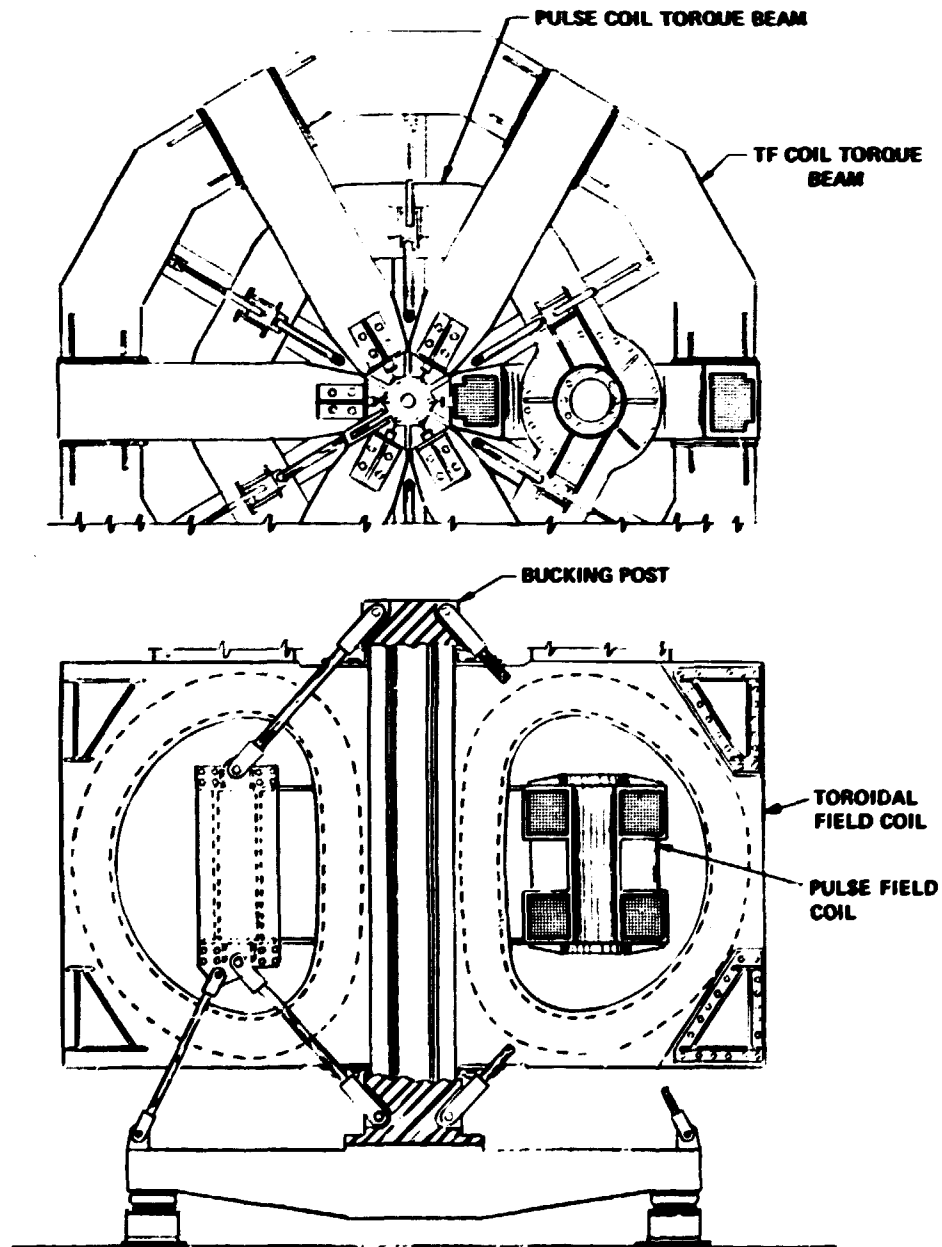 PULSE COIL TORQUE BEAM
TF COIL TORQUE
BEAM
BUCKING POST
TOROIDAL
FIELD COIL
PULSE FIELD
COIL